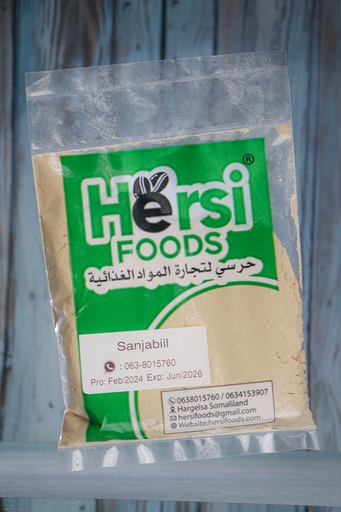 Hersi®
FOODS
حرسي لتجارة المواد الغذائية
Sanjabiil
: 063-8015760
Pro: Feb/2024 Exp: Jun/2026
0638015760 / 0634153907
Hargeisa Somaliland
hersifoods@gmail.com
Website:hersifoods.com